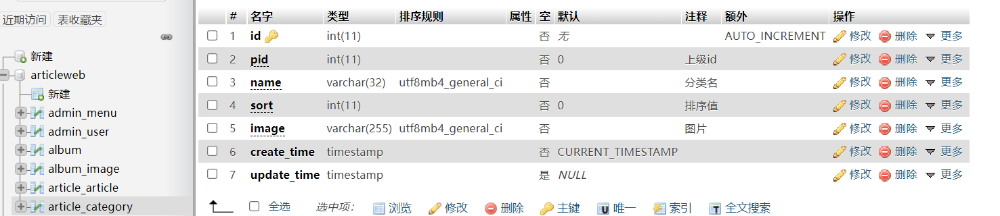 近期访问 表收藏夹
新建
articleweb
新建
admin_menu
admin_user
album
album_image
article_article
article_category
# 名字 类型 排序规则 属性 空 默认 注释 额外 操作
1 id int(11) 否 无 AUTO_INCREMENT 修改 删除 更多
2 pid int(11) 否 0 上级id 修改 删除 更多
3 name varchar(32) utf8mb4_general_ci 否 分类名 修改 删除 更多
4 sort int(11) 否 0 排序值 修改 删除 更多
5 image varchar(255) utf8mb4_general_ci 否 图片 修改 删除 更多
6 create_time timestamp 否 CURRENT_TIMESTAMP 修改 删除 更多
7 update_time timestamp 是 NULL 修改 删除 更多
全选 选中项： 浏览 修改 删除 主键 U 唯一 索引 T 全文搜索